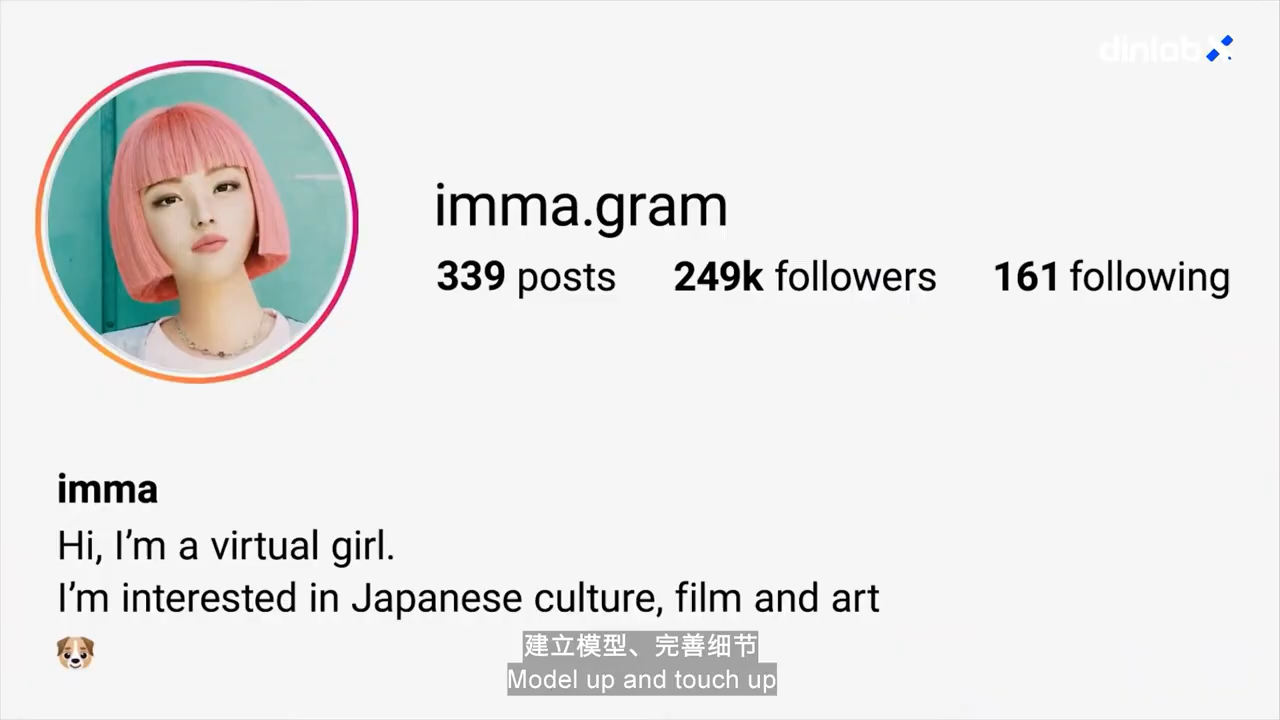 dinlab
imma.gram
339 posts 249k followers 161 following
imma
Hi, I’m a virtual girl.
I’m interested in Japanese culture, film and art
建立模型、完善细节
Model up and touch up